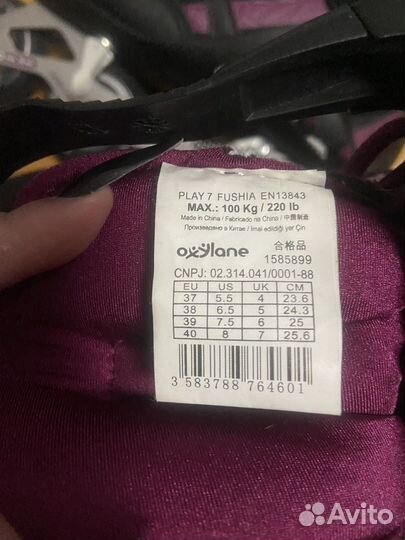 PLAY 7 FUSHIA EN13843
MAX.: 100 Kg / 220 lb
Made in China / Fabricado na China / 中國制造
Произведено в Китае / Imal edildiği yer Çin
oxylane 合格品
1585899
CNPJ: 02.314.041/0001-88
EU US UK CM
37 5.5 4 23.6
38 6.5 5 24.3
39 7.5 6 25
40 8 7 25.6
3 583788 764601
Avito